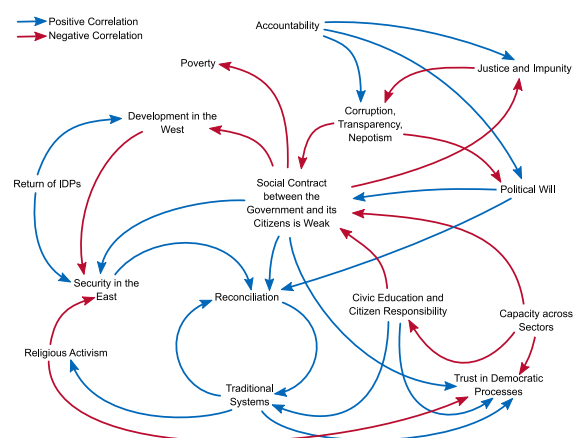 Positive Correlation
Negative Correlation
Accountability
Poverty
Justice and Impunity
Development in the
West
Corruption,
Transparency,
Nepotism
Return of IDPs
Social Contract
between the
Government and its
Citizens is Weak
Political Will
Security in the
East
Reconciliation
Civic Education and
Citizen Responsibility
Capacity across
Sectors
Religious Activism
Traditional
Systems
Trust in Democratic
Processes